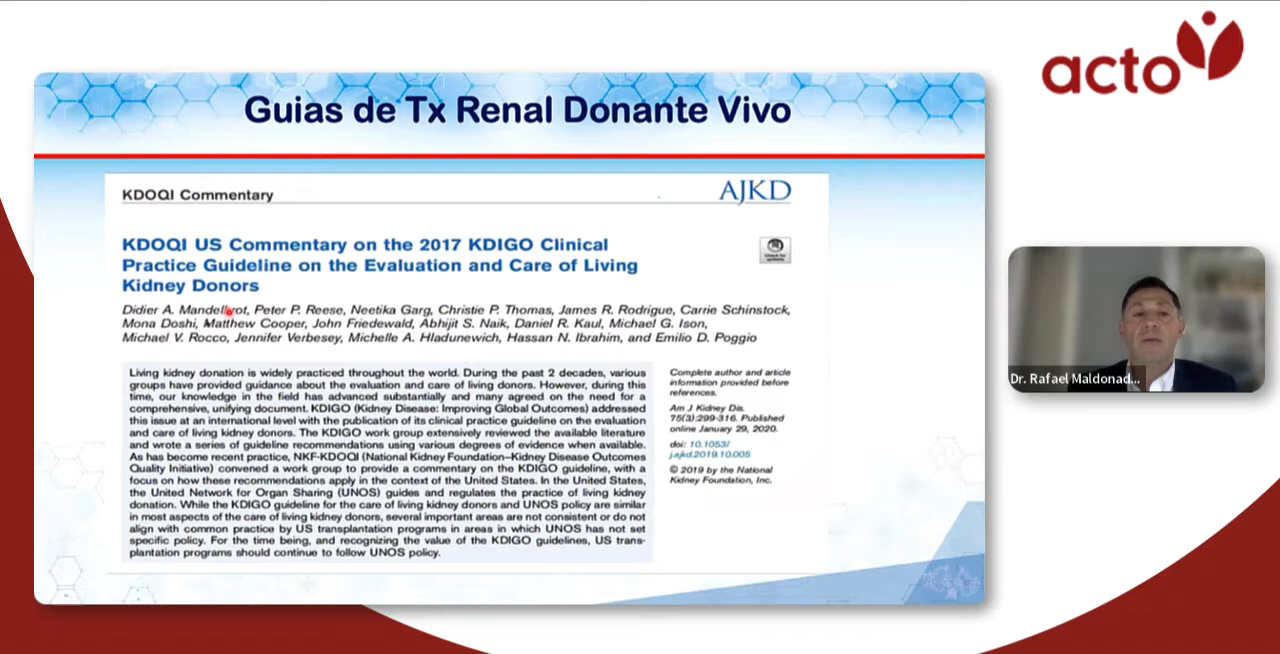 acto
Guias de Tx Renal Donante Vivo
KDOQI Commentary
AJKD
KDOQI US Commentary on the 2017 KDIGO Clinical
Practice Guideline on the Evaluation and Care of Living
Kidney Donors
Check for
updates
Didier A. Mandelbrot, Peter P. Reese, Neetika Garg, Christie P. Thomas, James R. Rodrigue, Carrie Schinstock,
Mona Doshi, Matthew Cooper, John Friedewald, Abhijit S. Naik, Daniel R. Kaul, Michael G. Ison,
Michael V. Rocco, Jennifer Verbesey, Michelle A. Hladunewich, Hassan N. Ibrahim, and Emilio D. Poggio
Living kidney donation is widely practiced throughout the world. During the past 2 decades, various
groups have provided guidance about the evaluation and care of living donors. However, during this
time, our knowledge in the field has advanced substantially and many agreed on the need for a
comprehensive, unifying document. KDIGO (Kidney Disease: Improving Global Outcomes) addressed
this issue at an international level with the publication of its clinical practice guideline on the evaluation
and care of living kidney donors. The KDIGO work group extensively reviewed the available literature
and wrote a series of guideline recommendations using various degrees of evidence when available.
As has become recent practice, NKF-KDOQI (National Kidney Foundation–Kidney Disease Outcomes
Quality Initiative) convened a work group to provide a commentary on the KDIGO guideline, with a
focus on how these recommendations apply in the context of the United States. In the United States,
the United Network for Organ Sharing (UNOS) guides and regulates the practice of living kidney
donation. While the KDIGO guideline for the care of living kidney donors and UNOS policy are similar
in most aspects of the care of living kidney donors, several important areas are not consistent or do not
align with common practice by US transplantation programs in areas in which UNOS has not set
specific policy. For the time being, and recognizing the value of the KDIGO guidelines, US trans-
plantation programs should continue to follow UNOS policy.
Complete author and article
information provided before
references.
Am J Kidney Dis.
75(3):299-316. Published
online January 29, 2020.
doi: 10.1053/
j.ajkd.2019.10.005
© 2019 by the National
Kidney Foundation, Inc.
Dr. Rafael Maldonad...